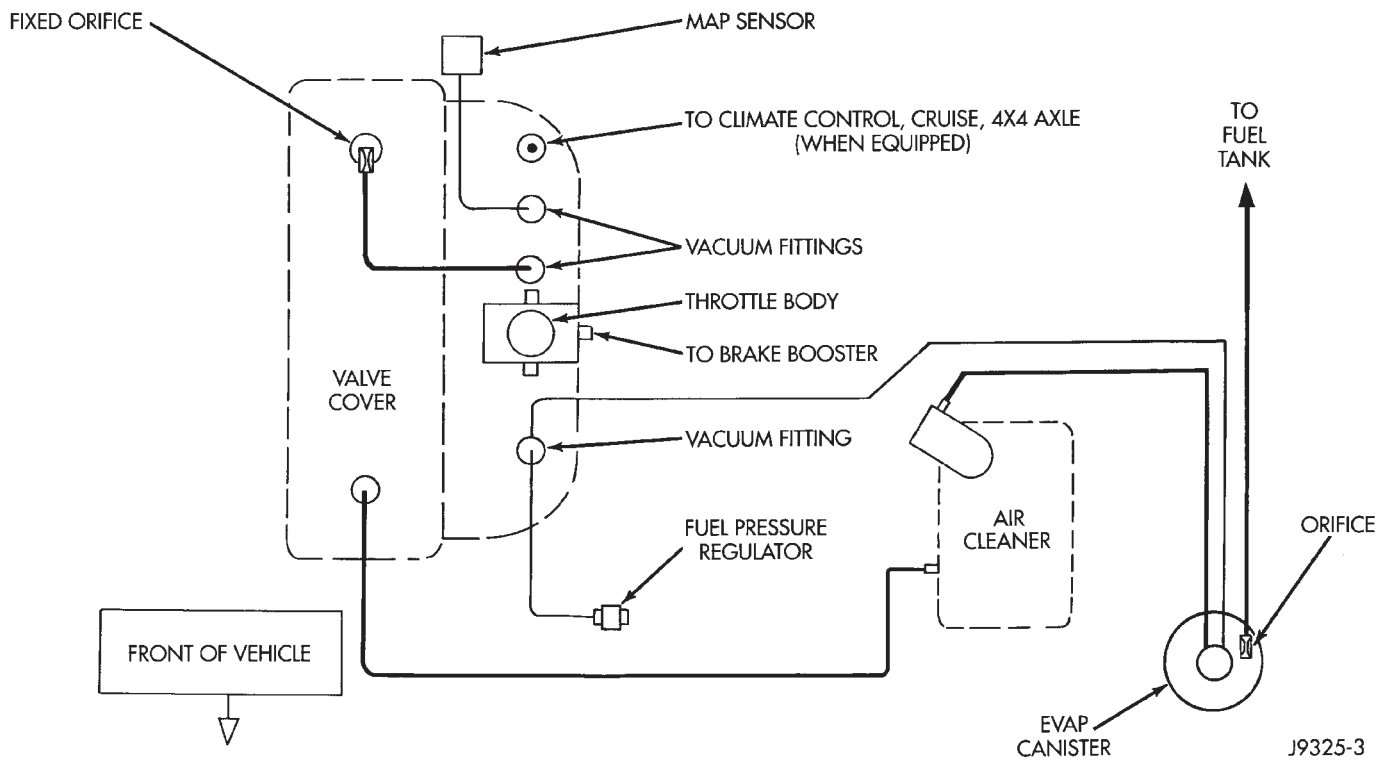 FIXED ORIFICE
MAP SENSOR
TO CLIMATE CONTROL, CRUISE, 4X4 AXLE
(WHEN EQUIPPED)
TO
FUEL
TANK
VACUUM FITTINGS
THROTTLE BODY
TO BRAKE BOOSTER
VALVE
COVER
VACUUM FITTING
FUEL PRESSURE
REGULATOR
AIR
CLEANER
ORIFICE
FRONT OF VEHICLE
EVAP
CANISTER
J9325-3